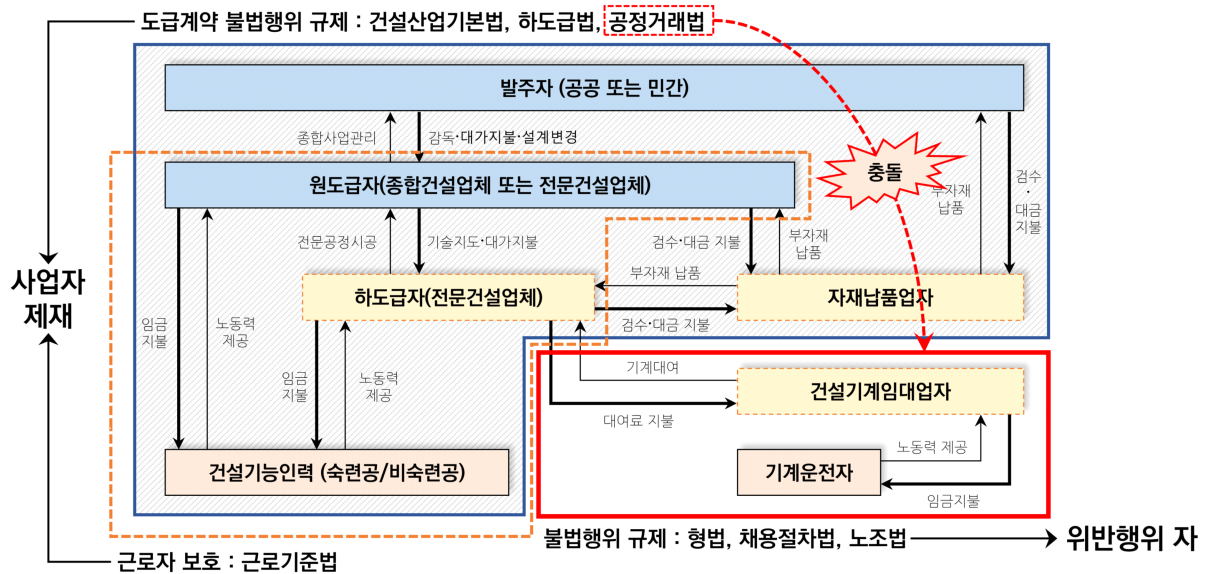 도급계약 불법행위 규제 : 건설산업기본법, 하도급법, 공정거래법
발주자 (공공 또는 민간)
종합사업관리
감독·대가지불·설계변경
충돌
원도급자(종합건설업체 또는 전문건설업체)
부자재
납품
검수
·
대금
지불
전문공정시공
기술지도·대가지불
검수·대금 지불
부자재
납품
부자재 납품
사업자
제재
하도급자(전문건설업체)
자재납품업자
임금
지불
노동력
제공
검수·대금 지불
임금
지불
노동력
제공
기계대여
건설기계임대업자
대여료 지불
노동력 제공
건설기능인력 (숙련공/비숙련공)
기계운전자
임금지불
불법행위 규제 : 형법, 채용절차법, 노조법
위반행위 자
근로자 보호 : 근로기준법